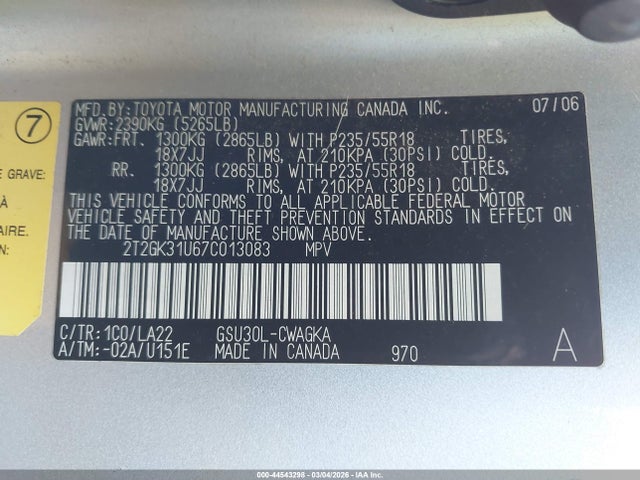 MFD.BY:TOYOTA MOTOR MANUFACTURING CANADA INC. 07/06
GVWR:2390KG (5265LB)
GAWR:FRT. 1300KG (2865LB) WITH P235/55R18 TIRES,
18X7JJ RIMS, AT 210KPA (30PSI) COLD.
RR. 1300KG (2865LB) WITH P235/55R18 TIRES,
18X7JJ RIMS, AT 210KPA (30PSI) COLD.
THIS VEHICLE CONFORMS TO ALL APPLICABLE FEDERAL MOTOR
VEHICLE SAFETY AND THEFT PREVENTION STANDARDS IN EFFECT ON
THE DATE OF MANUFACTURE SHOWN ABOVE.
2T2GK31U67C013083 MPV
C/TR:1C0/LA22 GSU30L-CWAGKA
A/TM:-02A/U151E MADE IN CANADA 970 A
7
E GRAVE:
À
AIRE.
ON:
000-44543298 - 03/04/2026 - IAA Inc.